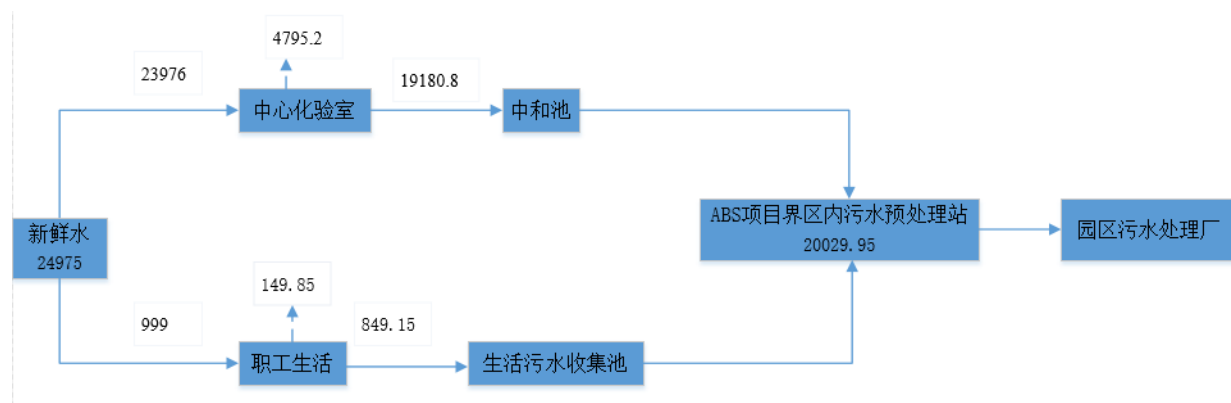 4795.2
23976
19180.8
中心化验室
中和池
新鲜水
24975
ABS项目界区内污水预处理站
20029.95
园区污水处理厂
149.85
999
849.15
职工生活
生活污水收集池